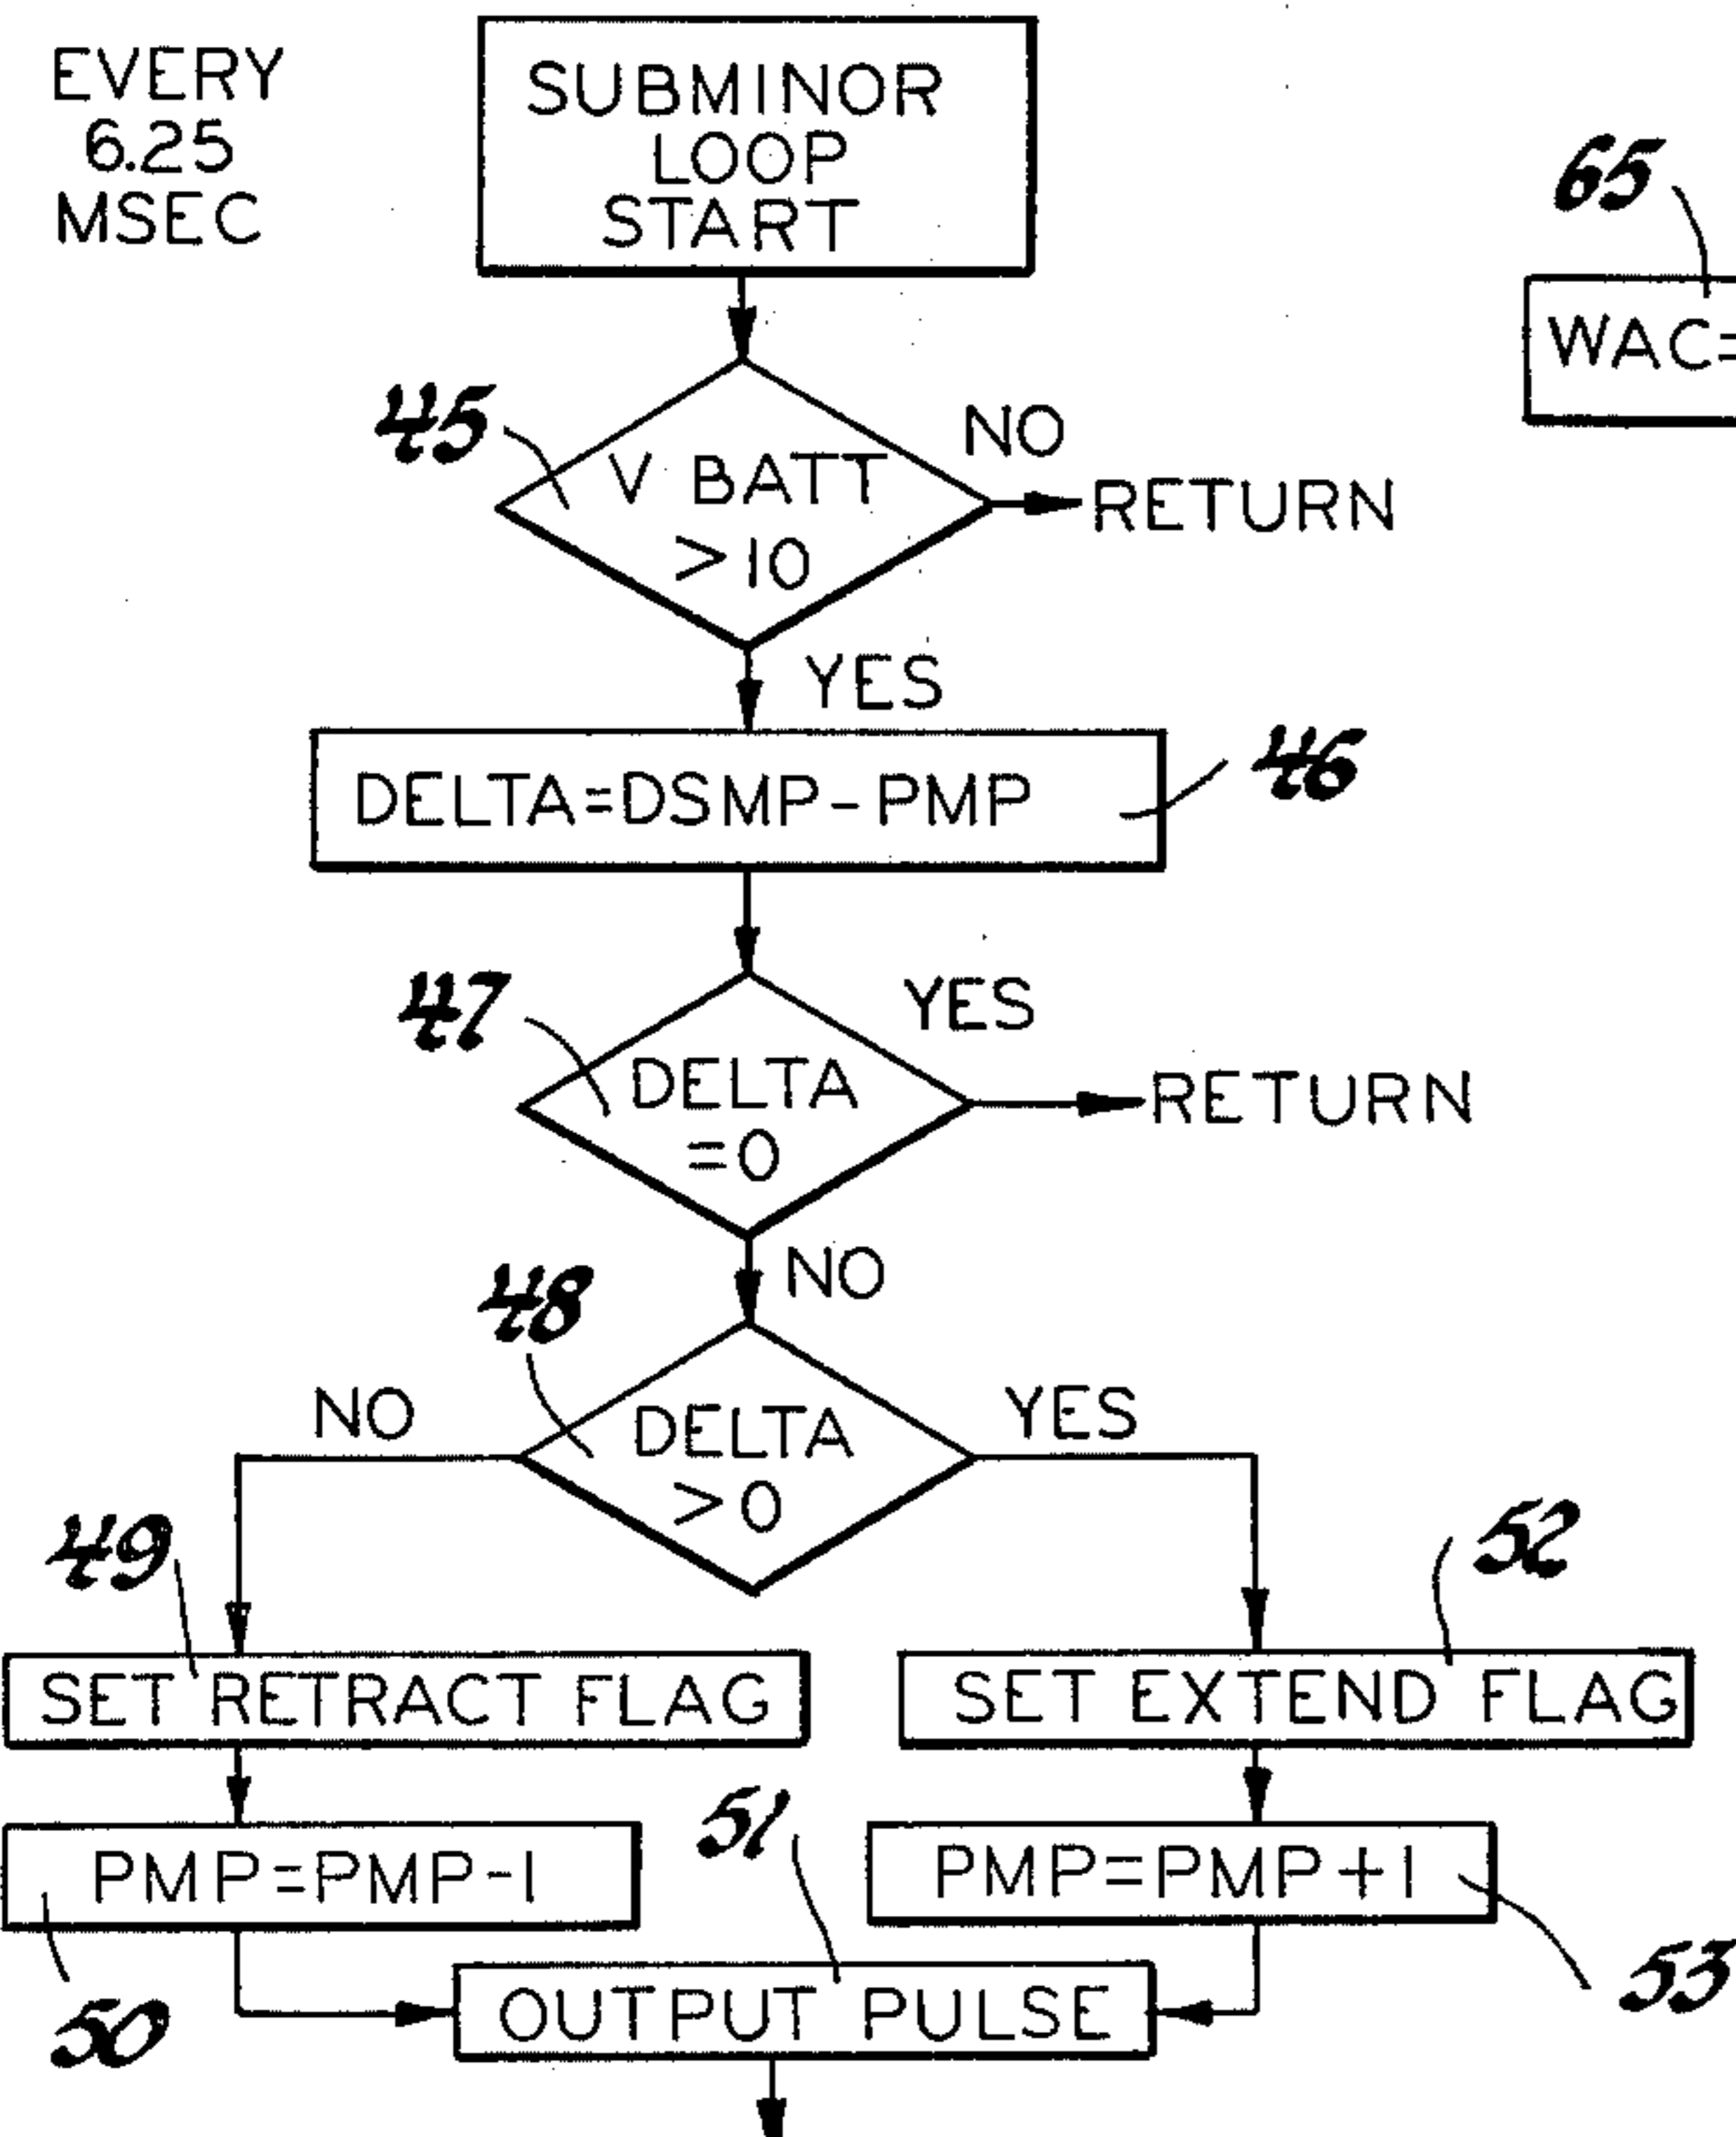 EVERY
6.25
MSEC
SUBMINOR
LOOP
START
65
WAC=
45
V BATT
>10
NO
RETURN
YES
DELTA=DSMP-PMP
46
47
DELTA
=0
YES
RETURN
NO
48
DELTA
>0
NO
YES
49
52
SET RETRACT FLAG
SET EXTEND FLAG
51
PMP=PMP-1
PMP=PMP+1
50
53
OUTPUT PULSE